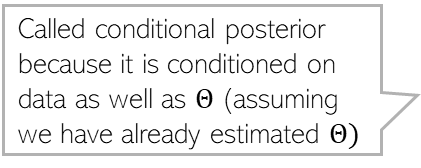 Called conditional posterior
because it is conditioned on
data as well as Θ (assuming
we have already estimated Θ)